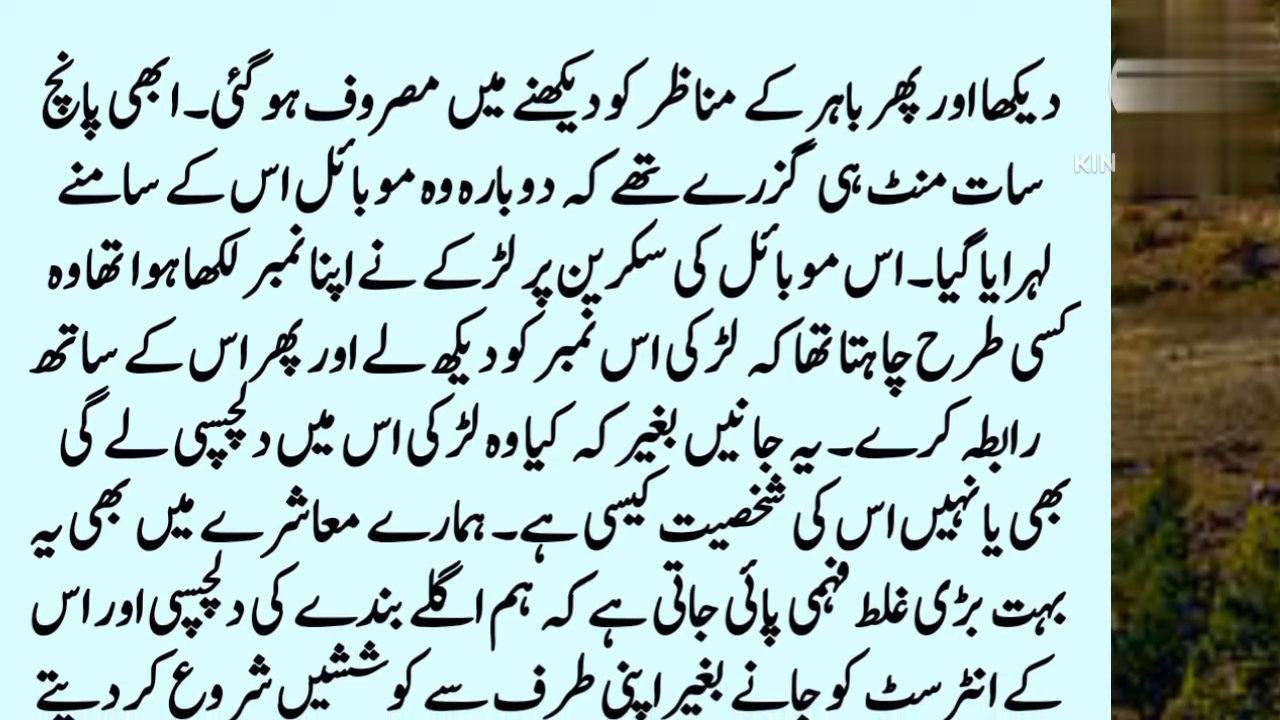 دیکھا اور پھر باہر کے مناظر کو دیکھنے میں مصروف ہو گئی۔ ابھی پانچ
سات منٹ ہی گزرے تھے کہ دوبارہ وہ موبائل اس کے سامنے
لہرایا گیا۔ اس موبائل کی سکرین پر لڑکے نے اپنا نمبر لکھا ہوا تھا وہ
کسی طرح چاہتا تھا کہ لڑکی اس نمبر کو دیکھ لے اور پھر اس کے ساتھ
رابطہ کرے۔ یہ جانیں بغیر کہ کیا وہ لڑکی اس میں دلچسپی لے گی
بھی یا نہیں اس کی شخصیت کیسی ہے۔ ہمارے معاشرے میں بھی یہ
بہت بڑی غلط فہمی پائی جاتی ہے کہ ہم اگلے بندے کی دلچسپی اور اس
کے انٹرسٹ کو جانے بغیر اپنی طرف سے کوششیں شروع کر دیتے
KIN